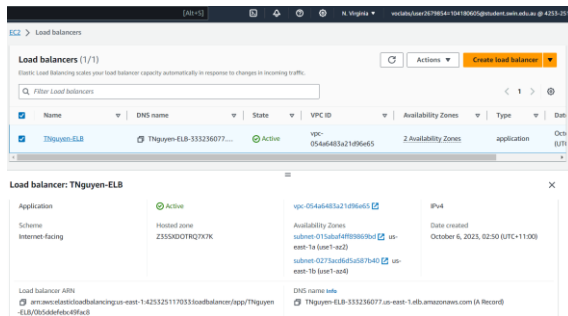 [Alt+S]
N. Virginia
voclabs/user2679854=104180605@student.swin.edu.au @ 4253-251
EC2 > Load balancers
Load balancers (1/1)
Actions
Create load balancer
Elastic Load Balancing scales your load balancer capacity automatically in response to changes in incoming traffic.
Filter Load balancers
1
Name DNS name State VPC ID Availability Zones Type Date
TNguyen-ELB TNguyen-ELB-333236077.... Active vpc-054a6483a21d96e65 2 Availability Zones application Octo
(UTC
Load balancer: TNguyen-ELB
Application Active vpc-054a6483a21d96e65 IPv4
Scheme Hosted zone Availability Zones Date created
Internet-facing Z35SXDOTRQ7X7K subnet-015abaf4ff89869bd us-east-1a (use1-az2) October 6, 2023, 02:50 (UTC+11:00)
subnet-0273acd6d5a587b40 us-east-1b (use1-az4)
Load balancer ARN DNS name Info
arn:aws:elasticloadbalancing:us-east-1:425325117033:loadbalancer/app/TNguyen-ELB/0b5ddefebc49fac8 TNguyen-ELB-333236077.us-east-1.elb.amazonaws.com (A Record)